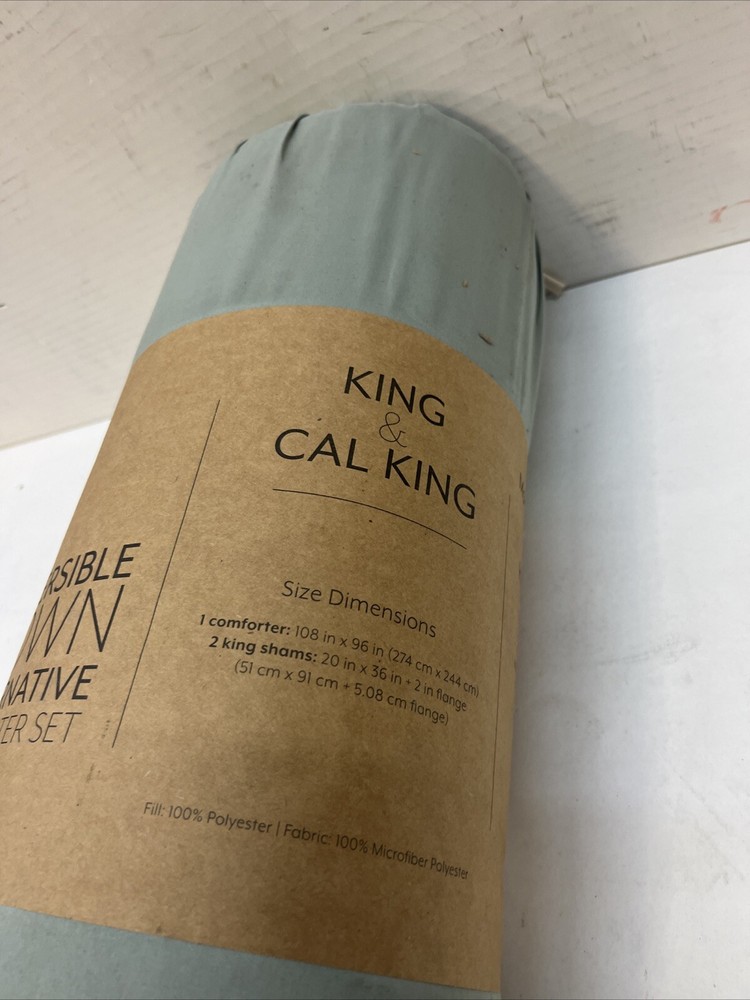 KING
&
CAL KING
Size Dimensions
1 comforter: 108 in x 96 in (274 cm x 244 cm)
2 king shams: 20 in x 36 in + 2 in flange
(51 cm x 91 cm + 5.08 cm flange)
Fill: 100% Polyester | Fabric: 100% Microfiber Polyester
RSIBLE
WN
NATIVE
TER SET